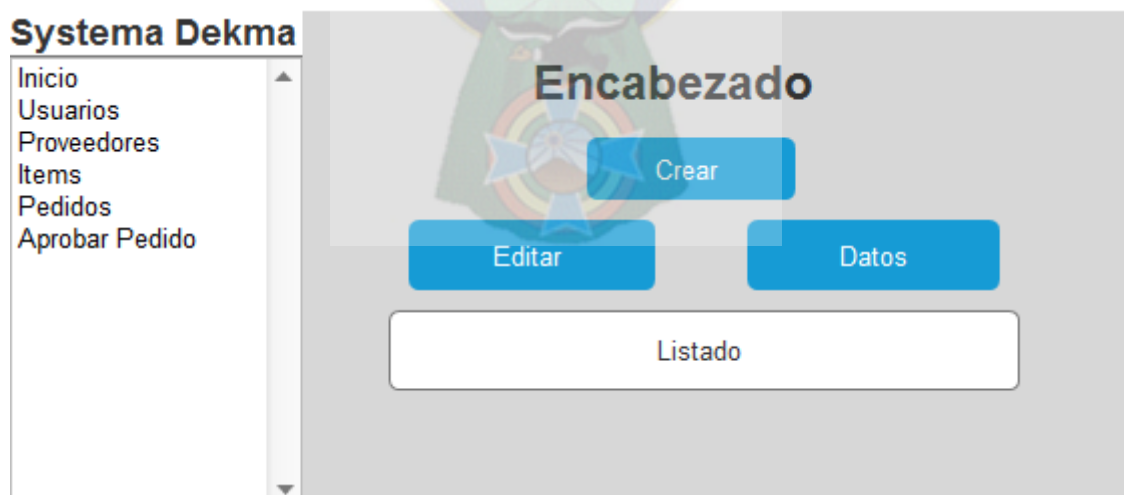 Systema Dekma
Inicio
Usuarios
Proveedores
Items
Pedidos
Aprobar Pedido
Encabezado
Crear
Editar
Datos
Listado